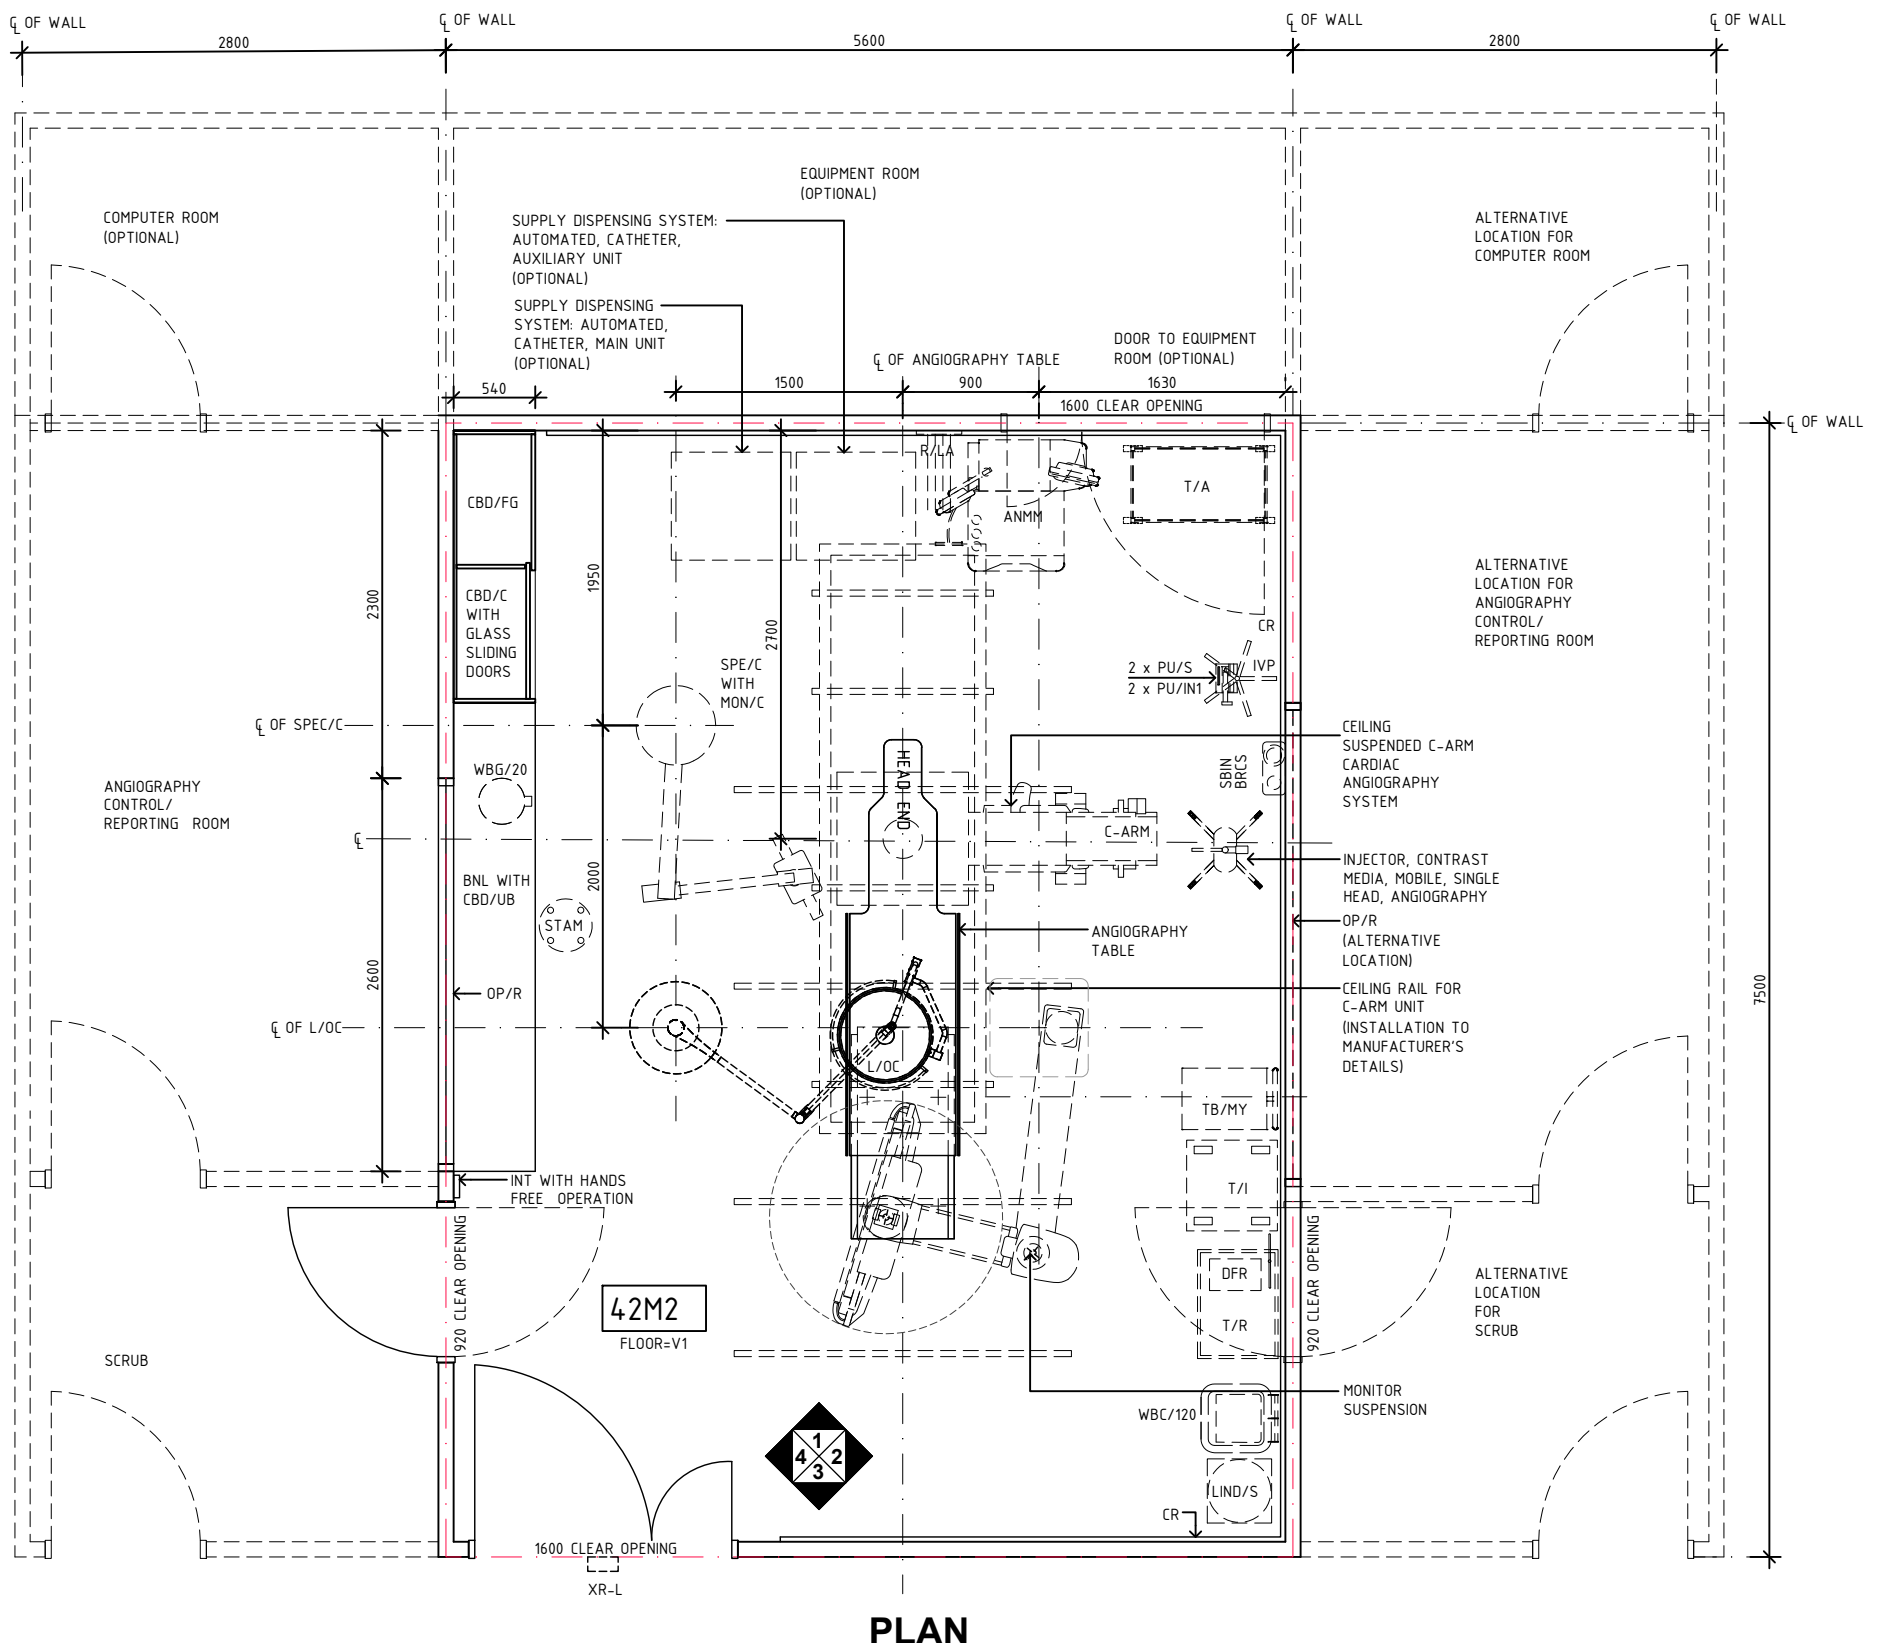 ℄ OF WALL
℄ OF WALL
℄ OF WALL
℄ OF WALL
2800
5600
2800
EQUIPMENT ROOM
(OPTIONAL)
COMPUTER ROOM
(OPTIONAL)
SUPPLY DISPENSING SYSTEM:
AUTOMATED, CATHETER,
AUXILIARY UNIT
(OPTIONAL)
ALTERNATIVE
LOCATION FOR
COMPUTER ROOM
SUPPLY DISPENSING
SYSTEM: AUTOMATED,
CATHETER, MAIN UNIT
(OPTIONAL)
DOOR TO EQUIPMENT
ROOM (OPTIONAL)
℄ OF ANGIOGRAPHY TABLE
540
1500
900
1630
1600 CLEAR OPENING
℄ OF WALL
R/LA
CBD/FG
T/A
ANMM
2300
1950
2700
CBD/C
WITH
GLASS
SLIDING
DOORS
ALTERNATIVE
LOCATION FOR
ANGIOGRAPHY
CONTROL/
REPORTING ROOM
CR
SPE/C
WITH
MON/C
2 x PU/S
2 x PU/IN1
IVP
℄ OF SPEC/C
HEAD END
CEILING
SUSPENDED C-ARM
CARDIAC
ANGIOGRAPHY
SYSTEM
SBIN
BRCS
WBG/20
ANGIOGRAPHY
CONTROL/
REPORTING ROOM
℄
C-ARM
INJECTOR, CONTRAST
MEDIA, MOBILE, SINGLE
HEAD, ANGIOGRAPHY
BNL WITH
CBD/UB
2000
STAM
OP/R
(ALTERNATIVE
LOCATION)
ANGIOGRAPHY
TABLE
2600
OP/R
7500
CEILING RAIL FOR
C-ARM UNIT
(INSTALLATION TO
MANUFACTURER'S
DETAILS)
℄ OF L/OC
L/OC
TB/MY
INT WITH HANDS
FREE OPERATION
T/I
920 CLEAR OPENING
920 CLEAR OPENING
DFR
ALTERNATIVE
LOCATION
FOR
SCRUB
42M2
FLOOR=V1
T/R
SCRUB
MONITOR
SUSPENSION
WBC/120
1
4 2
3
LIND/S
CR
1600 CLEAR OPENING
XR-L
PLAN